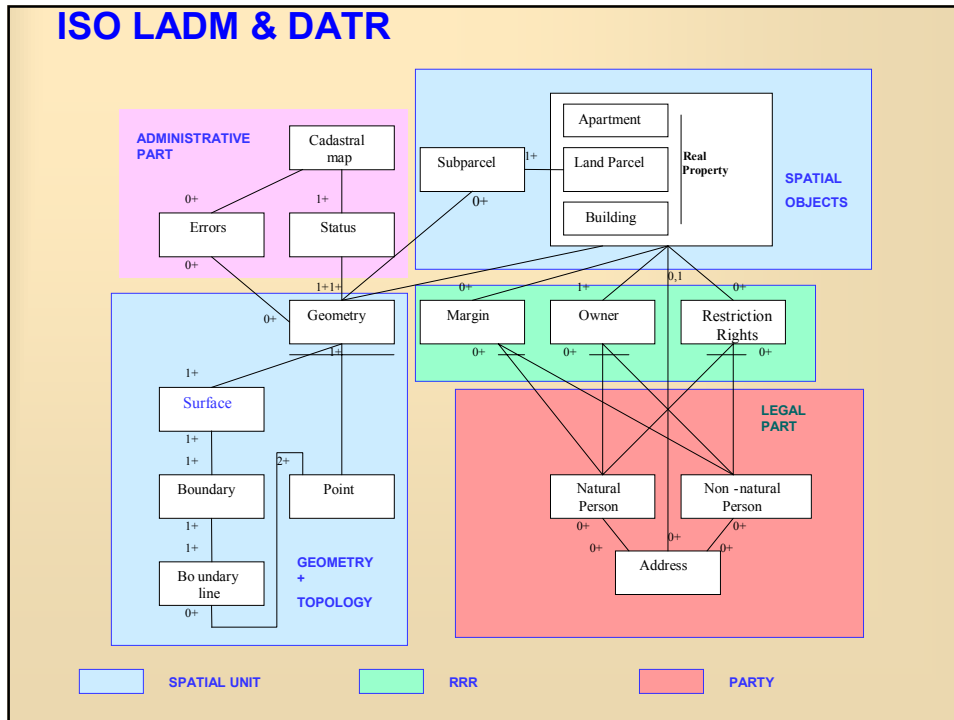 ISO LADM & DATR
ADMINISTRATIVE
PART
Cadastral
map
0+
1+
Errors
Status
0+
1+1+
0+
Subparcel
1+
0+
Apartment
Land Parcel
Building
Real
Property
SPATIAL
OBJECTS
0,1
0+
1+
0+
Geometry
1+
Margin
0+
Owner
0+
Restriction
Rights
0+
1+
Surface
1+
1+
Boundary
1+
1+
Bo undary
line
0+
2+
Point
GEOMETRY
+
TOPOLOGY
LEGAL
PART
Natural
Person
0+
0+
Non -natural
Person
0+
0+
0+
Address
SPATIAL UNIT
RRR
PARTY